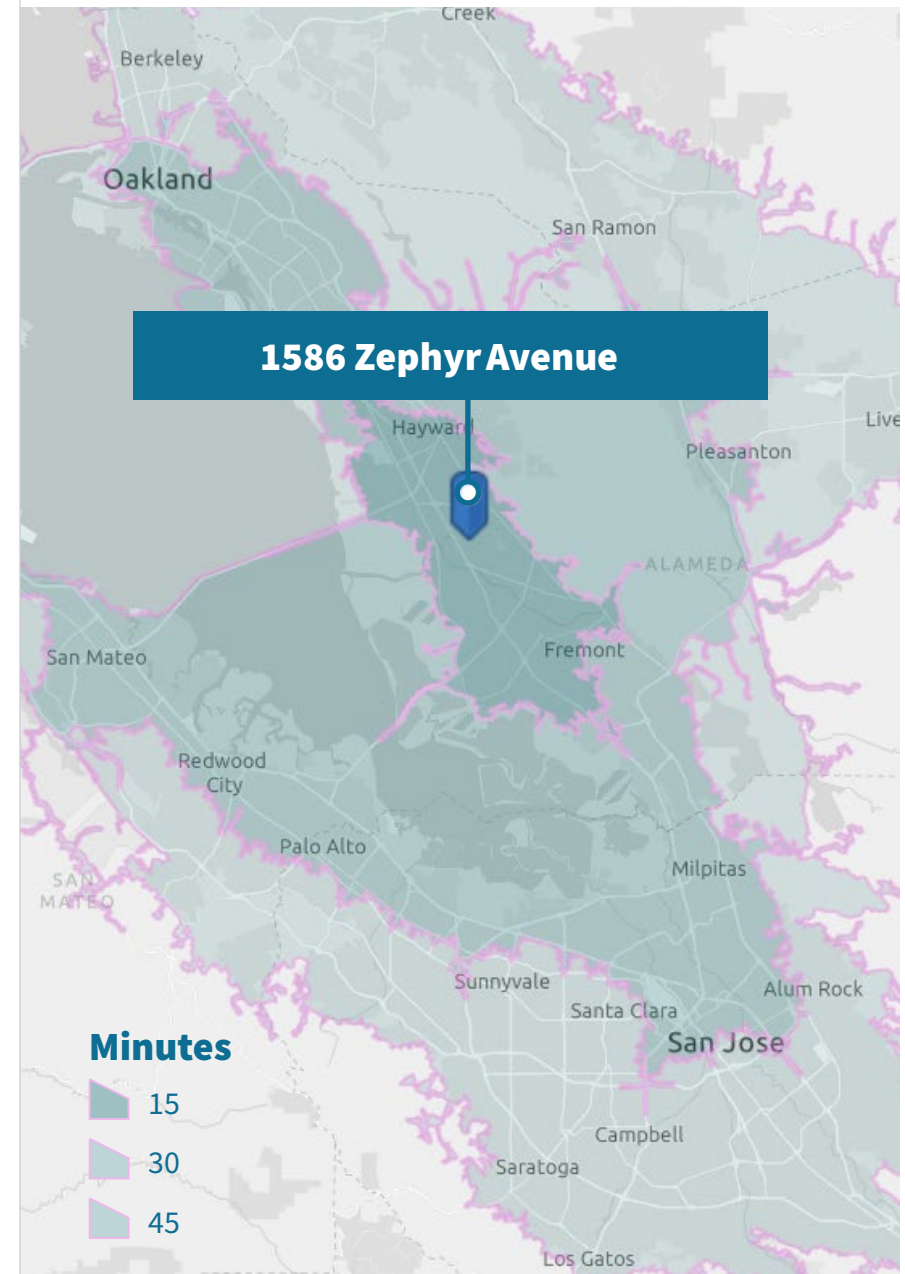 Creek
Berkeley
Oakland
San Ramon
1586 Zephyr Avenue
Live
Hayward
Pleasanton
ALAMEDA
Fremont
San Mateo
Redwood
City
Palo Alto
Milpitas
SAN
MATEO
Sunnyvale
Alum Rock
Santa Clara
San Jose
Minutes
15
30
45
Campbell
Saratoga
Los Gatos